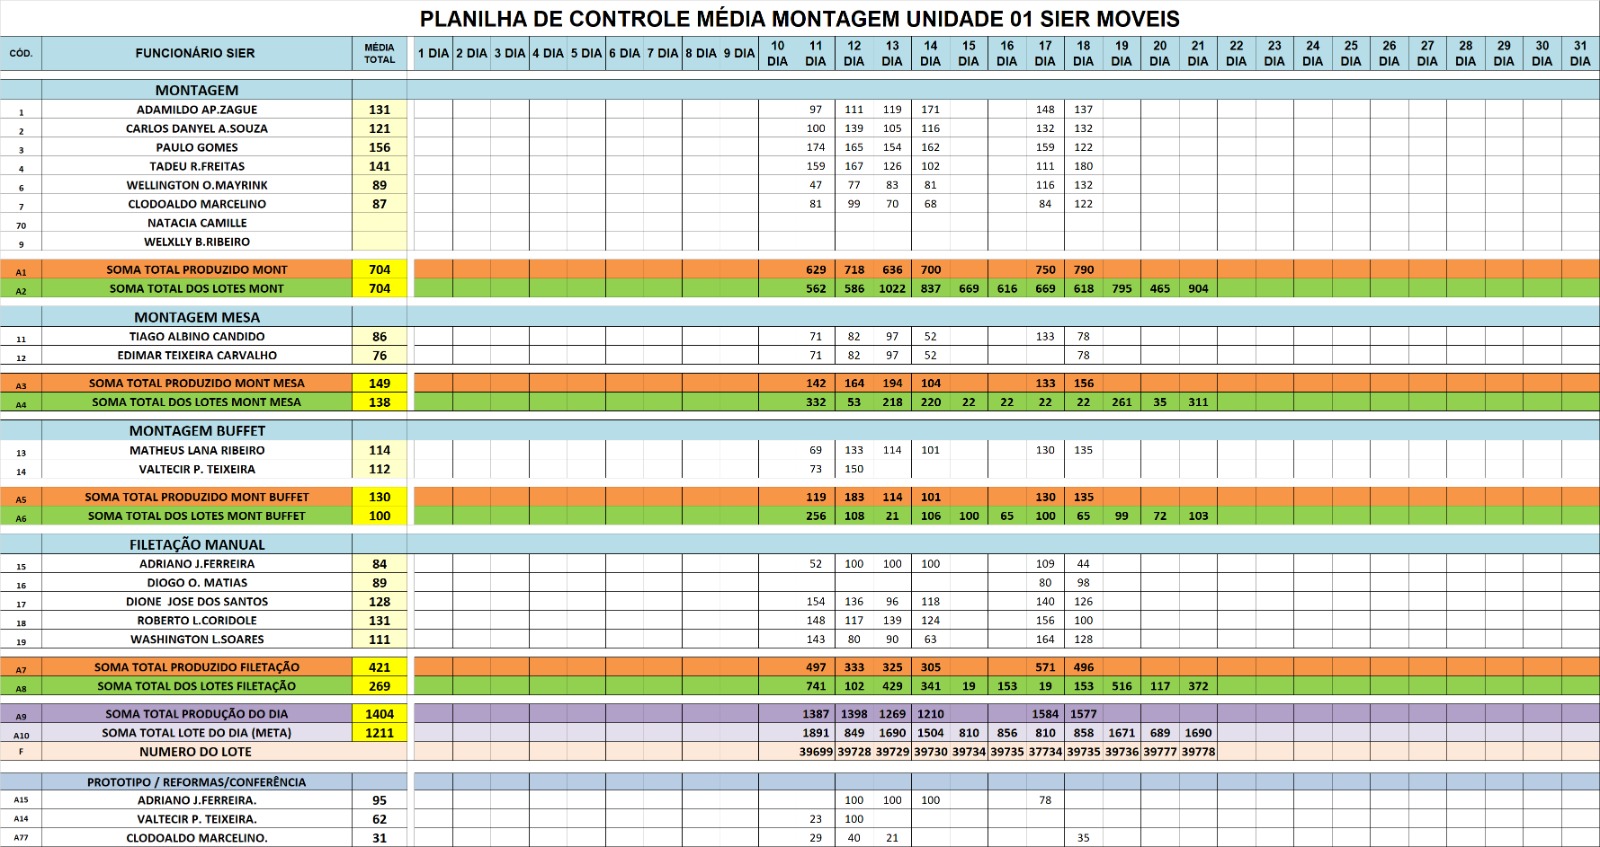 PLANILHA DE CONTROLE MÉDIA MONTAGEM UNIDADE 01 SIER MOVEIS
CÓD. FUNCIONÁRIO SIER MÉDIA TOTAL 1 DIA 2 DIA 3 DIA 4 DIA 5 DIA 6 DIA 7 DIA 8 DIA 9 DIA 10 DIA 11 DIA 12 DIA 13 DIA 14 DIA 15 DIA 16 DIA 17 DIA 18 DIA 19 DIA 20 DIA 21 DIA 22 DIA 23 DIA 24 DIA 25 DIA 26 DIA 27 DIA 28 DIA 29 DIA 30 DIA 31 DIA
MONTAGEM
1 ADAMILDO AP.ZAGUE 131 97 111 119 171 148 137
2 CARLOS DANYEL A.SOUZA 121 100 139 105 116 132 132
3 PAULO GOMES 156 174 165 154 162 159 122
4 TADEU R.FREITAS 141 159 167 126 102 111 180
6 WELLINGTON O.MAYRINK 89 47 77 83 81 116 132
7 CLODOALDO MARCELINO 87 81 99 70 68 84 122
70 NATACIA CAMILLE
9 WELXLLY B.RIBEIRO
A1 SOMA TOTAL PRODUZIDO MONT 704 629 718 636 700 750 790
A2 SOMA TOTAL DOS LOTES MONT 704 562 586 1022 837 669 616 669 618 795 465 904
MONTAGEM MESA
11 TIAGO ALBINO CANDIDO 86 71 82 97 52 133 78
12 EDIMAR TEIXEIRA CARVALHO 76 71 82 97 52 78
A3 SOMA TOTAL PRODUZIDO MONT MESA 149 142 164 194 104 133 156
A4 SOMA TOTAL DOS LOTES MONT MESA 138 332 53 218 220 22 22 22 22 261 35 311
MONTAGEM BUFFET
13 MATHEUS LANA RIBEIRO 114 69 133 114 101 130 135
14 VALTECIR P. TEIXEIRA 112 73 150
A5 SOMA TOTAL PRODUZIDO MONT BUFFET 130 119 183 114 101 130 135
A6 SOMA TOTAL DOS LOTES MONT BUFFET 100 256 108 21 106 100 65 100 65 99 72 103
FILETAÇÃO MANUAL
15 ADRIANO J.FERREIRA 84 52 100 100 100 109 44
16 DIOGO O. MATIAS 89 80 98
17 DIONE JOSE DOS SANTOS 128 154 136 96 118 140 126
18 ROBERTO L.CORIDOLE 131 148 117 139 124 156 100
19 WASHINGTON L.SOARES 111 143 80 90 63 164 128
A7 SOMA TOTAL PRODUZIDO FILETAÇÃO 421 497 333 325 305 571 496
A8 SOMA TOTAL DOS LOTES FILETAÇÃO 269 741 102 429 341 19 153 19 153 516 117 372
A9 SOMA TOTAL PRODUÇÃO DO DIA 1404 1387 1398 1269 1210 1584 1577
A10 SOMA TOTAL LOTE DO DIA (META) 1211 1891 849 1690 1504 810 856 810 858 1671 689 1690
F NUMERO DO LOTE 39699 39728 39729 39730 39734 39735 37734 39735 39736 39777 39778
PROTOTIPO / REFORMAS/CONFERÊNCIA
A15 ADRIANO J.FERREIRA. 95 100 100 100 78
A14 VALTECIR P. TEIXEIRA. 62 23 100
A77 CLODOALDO MARCELINO. 31 29 40 21 35